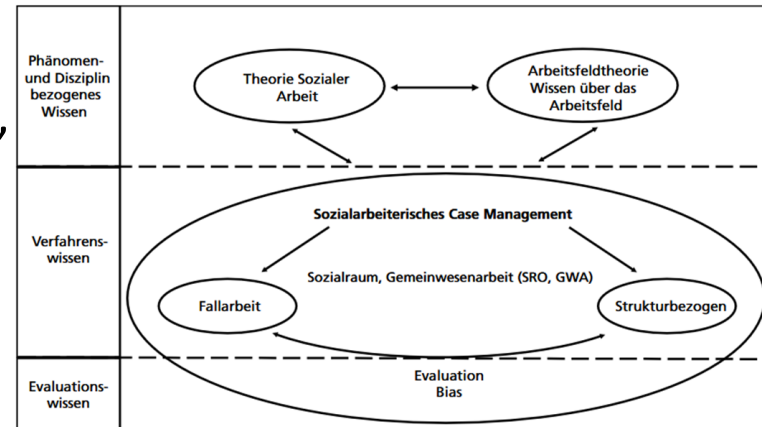 Phänomen-
und Disziplin
bezogenes
Wissen
Theorie Sozialer
Arbeit
Arbeitsfeldtheorie
Wissen über das
Arbeitsfeld
Verfahrens-
wissen
Sozialarbeiterisches Case Management
Sozialraum, Gemeinwesenarbeit (SRO, GWA)
Fallarbeit
Strukturbezogen
Evaluations-
wissen
Evaluation
Bias